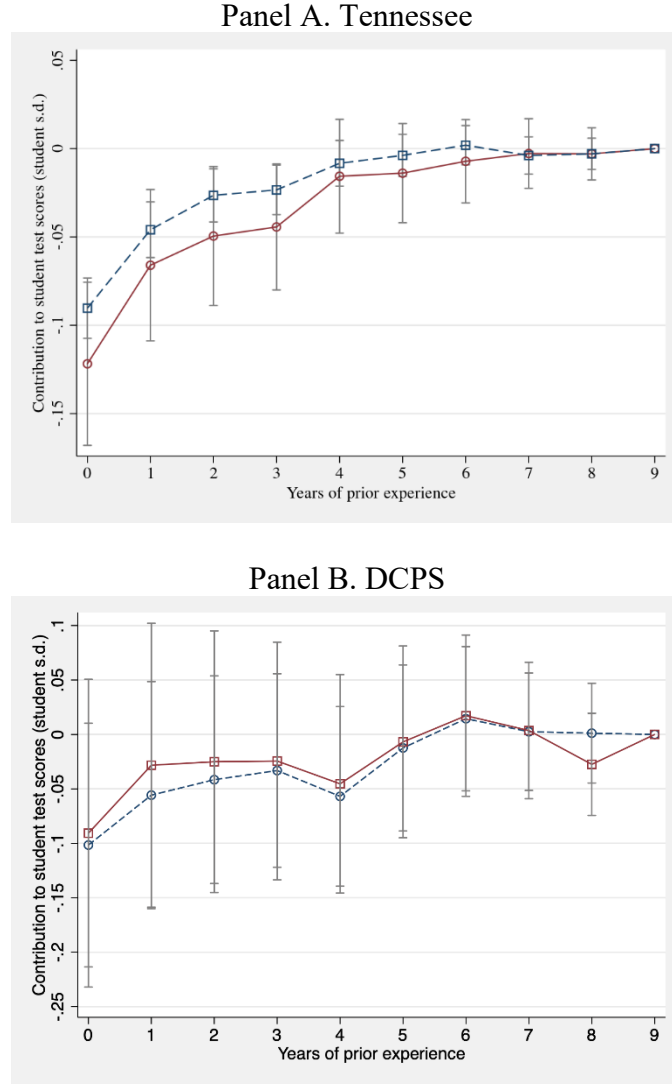 Panel A. Tennessee
Contribution to student test scores (student s.d.)
.05
0
-.05
-.1
-.15
0 1 2 3 4 5 6 7 8 9
Years of prior experience
Panel B. DCPS
Contribution to student test scores (student s.d.)
.1
.05
0
-.05
-.1
-.15
-.2
-.25
0 1 2 3 4 5 6 7 8 9
Years of prior experience